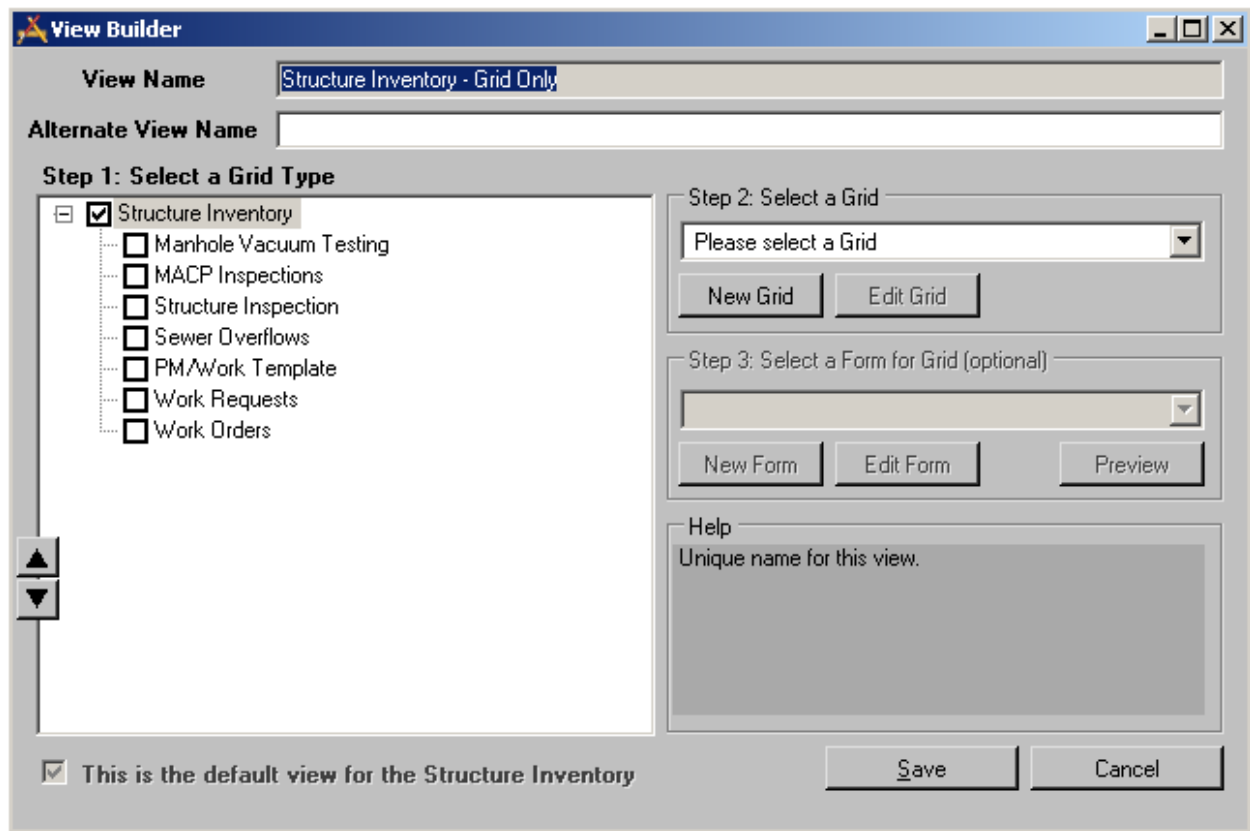 View Builder
View Name
Structure Inventory - Grid Only
Alternate View Name
Step 1: Select a Grid Type
Structure Inventory
Manhole Vacuum Testing
MACP Inspections
Structure Inspection
Sewer Overflows
PM/Work Template
Work Requests
Work Orders
This is the default view for the Structure Inventory
Step 2: Select a Grid
Please select a Grid
New Grid Edit Grid
Step 3: Select a Form for Grid (optional)
New Form Edit Form Preview
Help
Unique name for this view.
Save Cancel